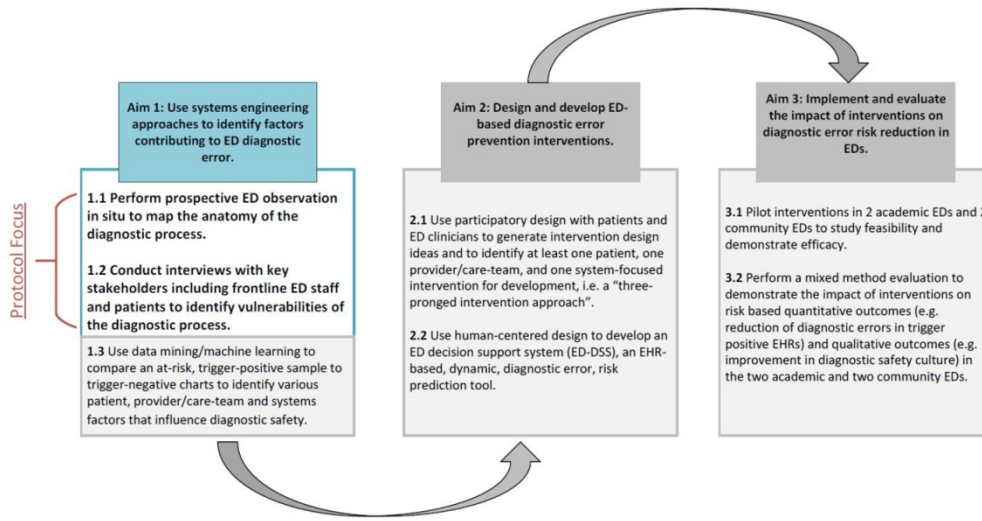 Protocol Focus
Aim 1: Use systems engineering
approaches to identify factors
contributing to ED diagnostic
error.
1.1 Perform prospective ED observation
in situ to map the anatomy of the
diagnostic process.
1.2 Conduct interviews with key
stakeholders including frontline ED staff
and patients to identify vulnerabilities
of the diagnostic process.
1.3 Use data mining/machine learning to
compare an at-risk, trigger-positive sample to
trigger-negative charts to identify various
patient, provider/care-team and systems
factors that influence diagnostic safety.
Aim 2: Design and develop ED-
based diagnostic error
prevention interventions.
2.1 Use participatory design with patients and
ED clinicians to generate intervention design
ideas and to identify at least one patient, one
provider/care-team, and one system-focused
intervention for development, i.e. a “three-
pronged intervention approach”.
2.2 Use human-centered design to develop an
ED decision support system (ED-DSS), an EHR-
based, dynamic, diagnostic error, risk
prediction tool.
Aim 3: Implement and evaluate
the impact of interventions on
diagnostic error risk reduction in
EDs.
3.1 Pilot interventions in 2 academic EDs and
community EDs to study feasibility and
demonstrate efficacy.
3.2 Perform a mixed method evaluation to
demonstrate the impact of interventions on
risk based quantitative outcomes (e.g.
reduction of diagnostic errors in trigger
positive EHRs) and qualitative outcomes (e.g.
improvement in diagnostic safety culture) in
the two academic and two community EDs.